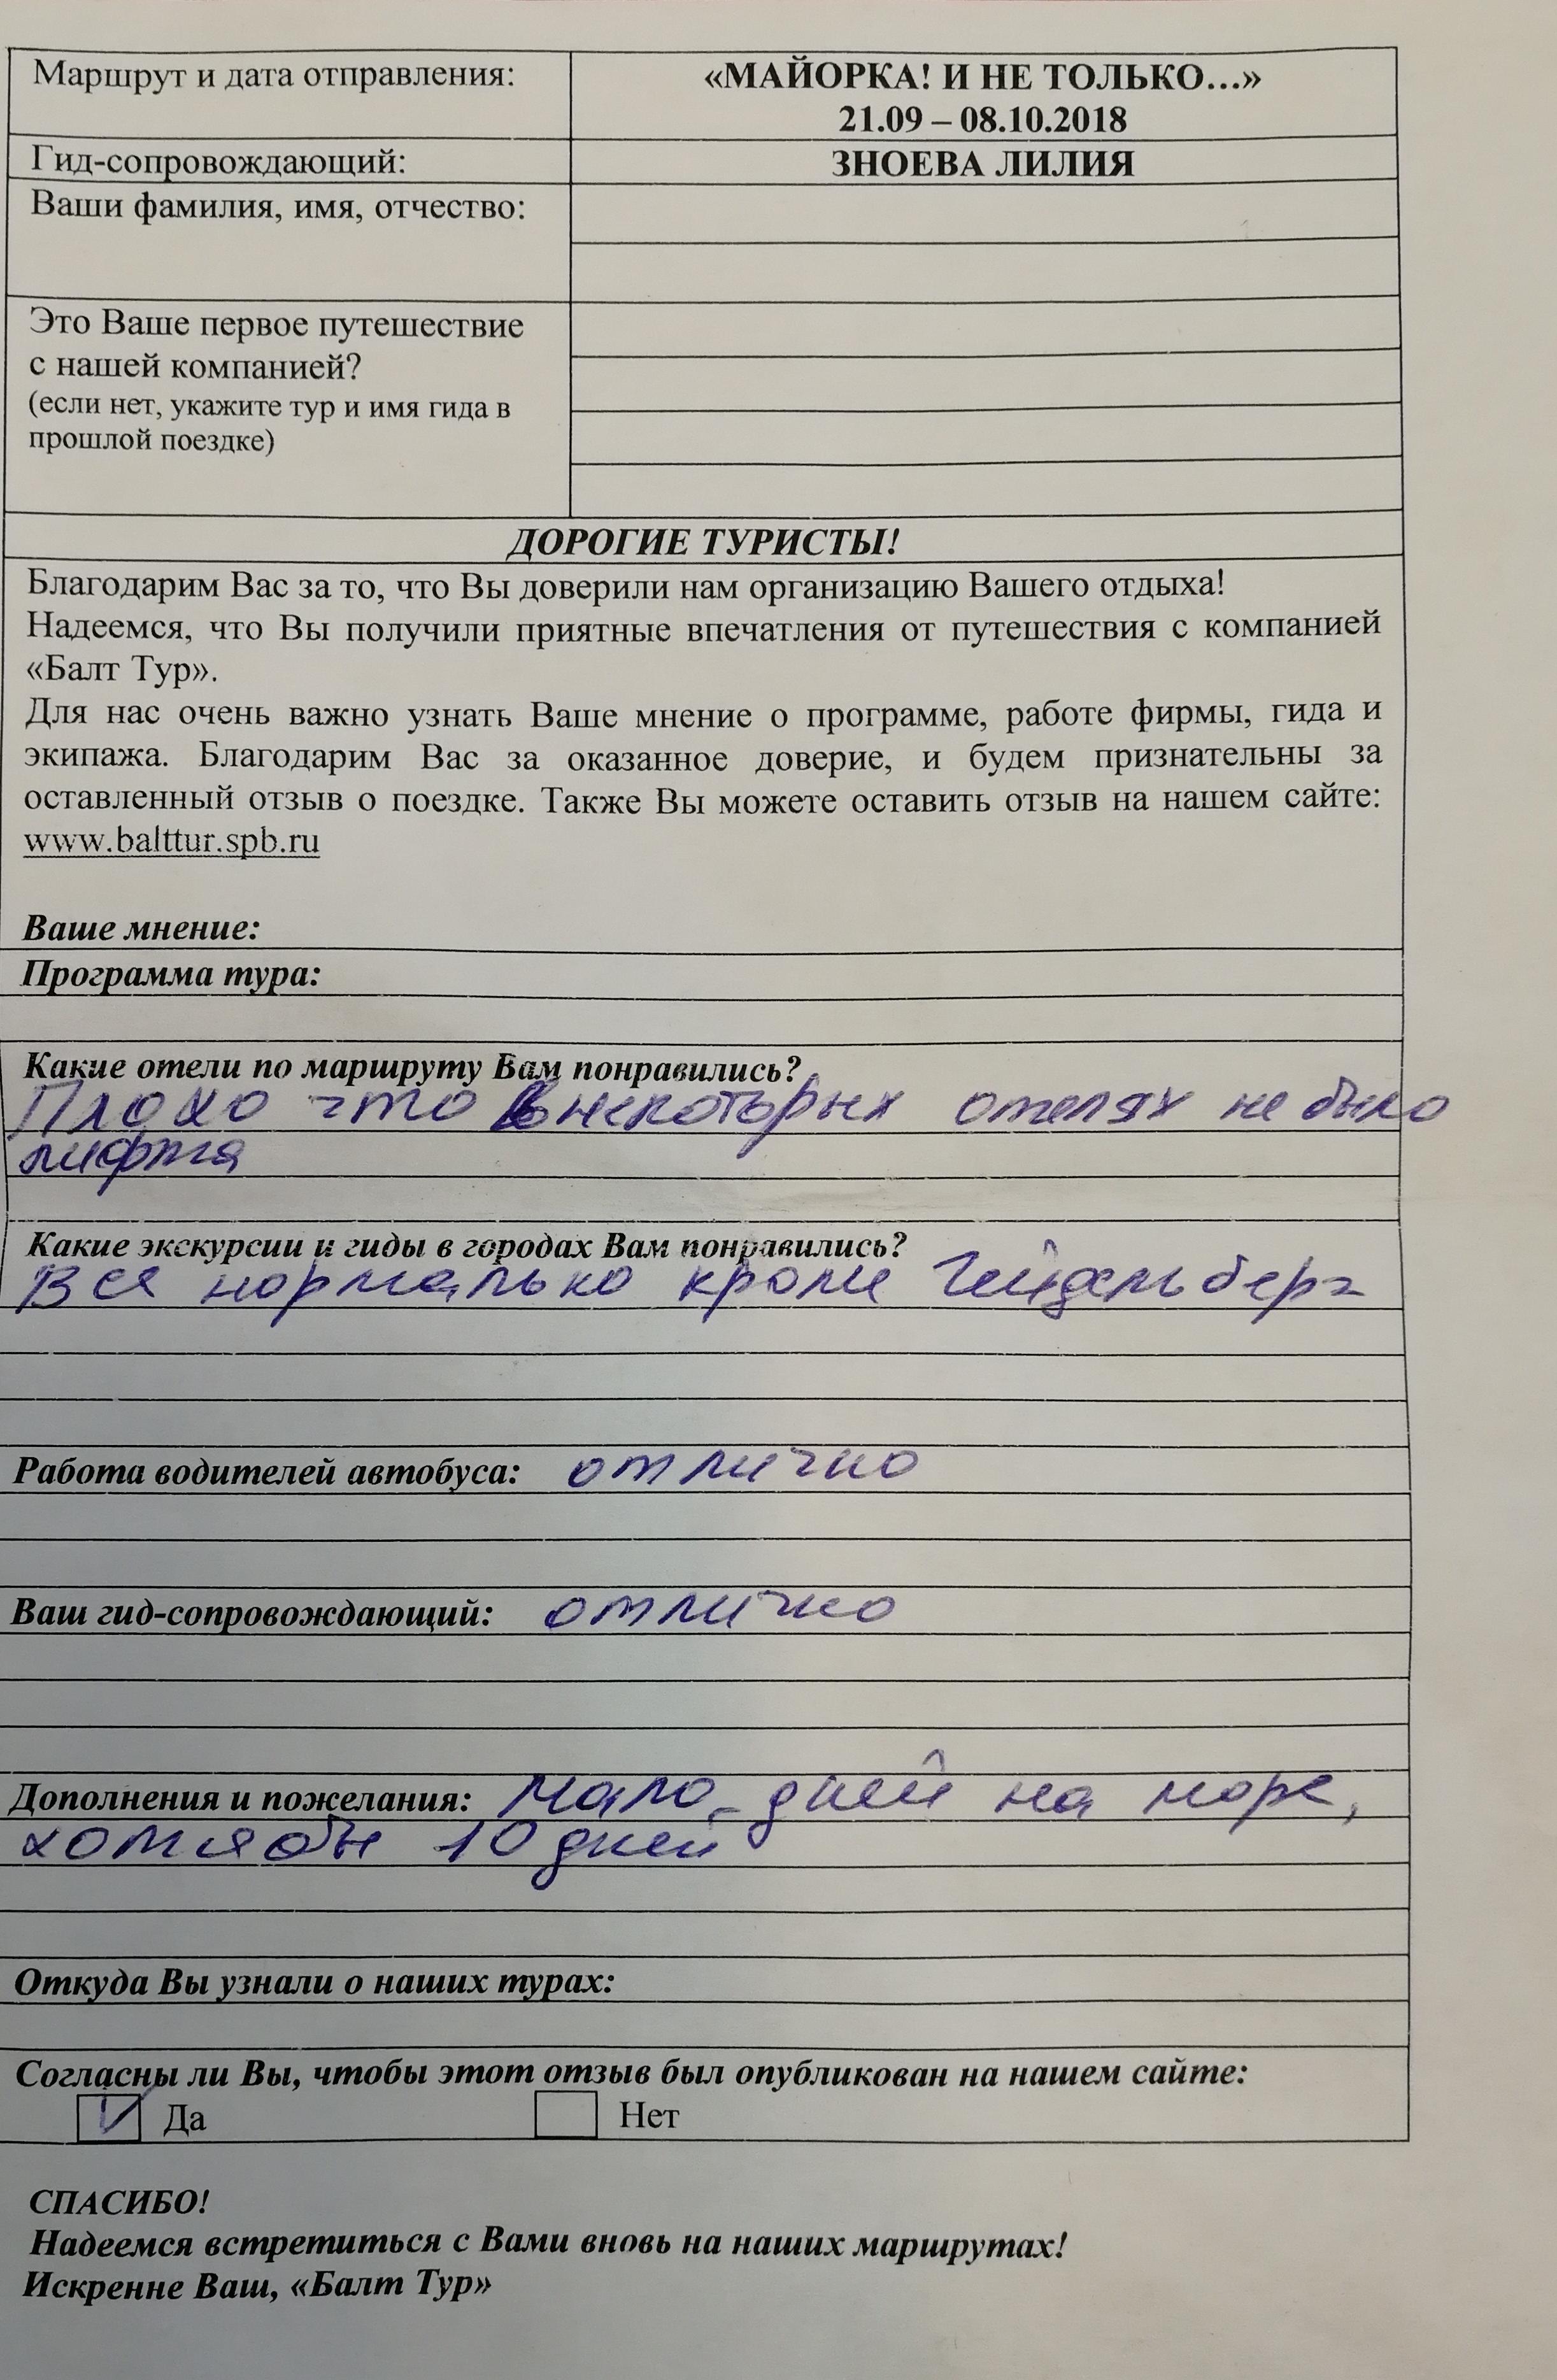 Маршрут и дата отправления:
«МАЙОРКА! И НЕ ТОЛЬКО...»
21.09 – 08.10.2018
Гид-сопровождающий:
ЗНОЕВА ЛИЛИЯ
Ваши фамилия, имя, отчество:
Это Ваше первое путешествие
с нашей компанией?
(если нет, укажите тур и имя гида в
прошлой поездке)
ДОРОГИЕ ТУРИСТЫ!
Благодарим Вас за то, что Вы доверили нам организацию Вашего отдыха!
Надеемся, что Вы получили приятные впечатления от путешествия с компанией
«Балт Тур».
Для нас очень важно узнать Ваше мнение о программе, работе фирмы, гида и
экипажа. Благодарим Вас за оказанное доверие, и будем признательны за
оставленный отзыв о поездке. Также Вы можете оставить отзыв на нашем сайте:
www.balttur.spb.ru
Ваше мнение:
Программа тура:
Какие отели по маршруту Вам понравились?
Плохо что в некоторых отелях не было
лифта
Какие экскурсии и гиды в городах Вам понравились?
Все нормально кроме Гейдельберг
Работа водителей автобуса: отлично
Ваш гид-сопровождающий: отлично
Дополнения и пожелания: Мало дней на море,
хотябы 10 дней
Откуда Вы узнали о наших турах:
Согласны ли Вы, чтобы этот отзыв был опубликован на нашем сайте:
Да Нет
СПАСИБО!
Надеемся встретиться с Вами вновь на наших маршрутах!
Искренне Ваш, «Балт Тур»